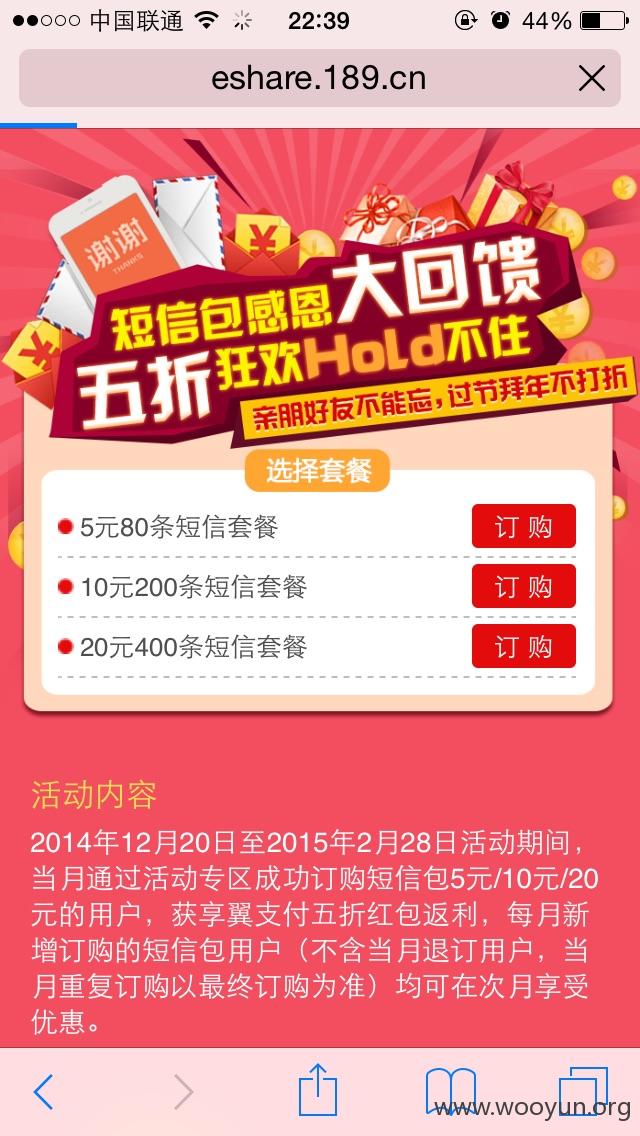 中国联通 22:39 44%
eshare.189.cn
谢谢
THANKS
短信包感恩大回馈
五折狂欢Hold不住
亲朋好友不能忘,过节拜年不打折
选择套餐
5元80条短信套餐 订购
10元200条短信套餐 订购
20元400条短信套餐 订购
活动内容
2014年12月20日至2015年2月28日活动期间，
当月通过活动专区成功订购短信包5元/10元/20
元的用户，获享翼支付五折红包返利，每月新
增订购的短信包用户（不含当月退订用户，当
月重复订购以最终订购为准）均可在次月享受
优惠。
www.wooyun.org